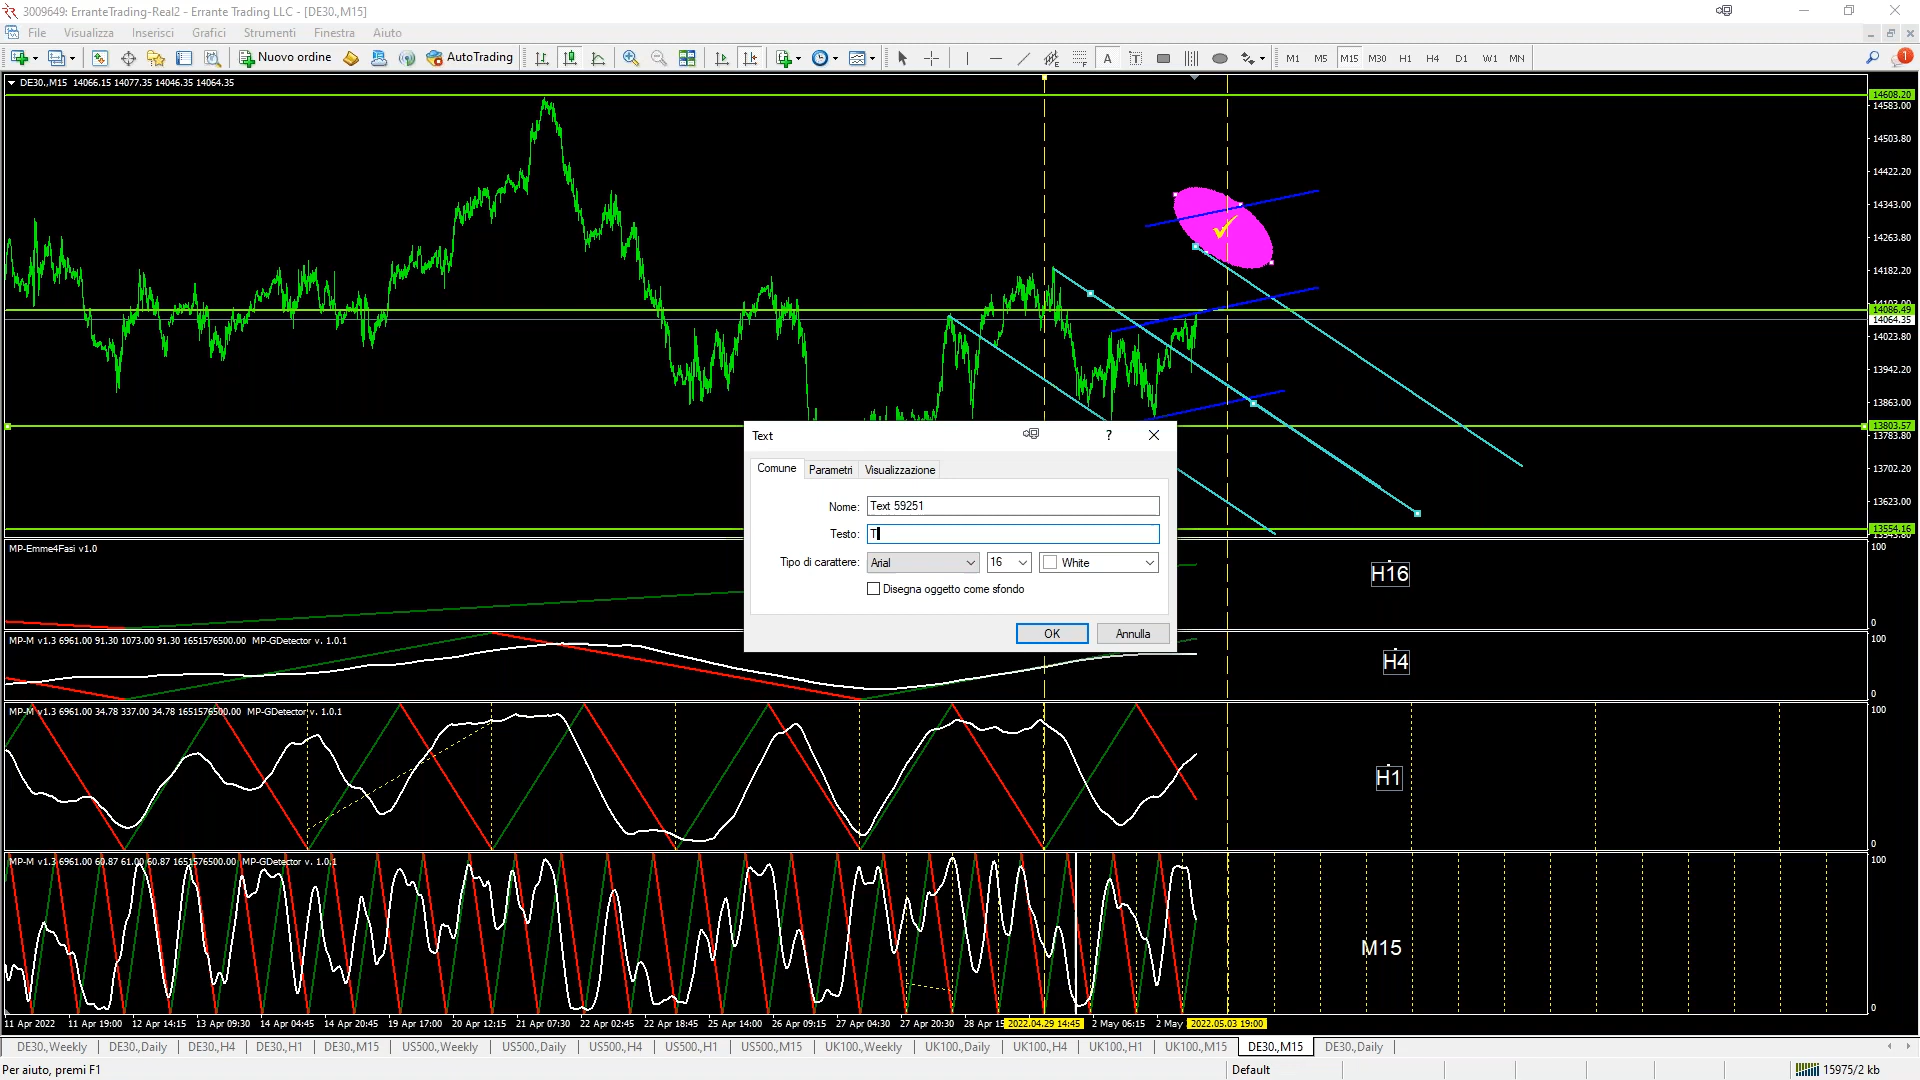 3009649: ErranteTrading-Real2 - Errante Trading LLC - [DE30.,M15]
File Visualizza Inserisci Grafici Strumenti Finestra Aiuto
Nuovo ordine AutoTrading A T M1 M5 M15 M30 H1 H4 D1 W1 MN 1
DE30.,M15 14066.15 14077.35 14046.35 14064.35
14608.20
14583.00
14503.80
14422.20
14343.00
14263.80
14182.20
14086.49
14064.35
14023.80
13942.20
13863.00
13803.57
13783.80
13702.20
13623.00
13554.16
Text ?
Comune Parametri Visualizzazione
Nome: Text 59251
Testo: T
Tipo di carattere: Arial 16 White
Disegna oggetto come sfondo
OK Annulla
MP-Emme4Fasi v1.0
100
H16
0
MP-M v1.3 6961.00 91.30 1073.00 91.30 1651576500.00 MP-GDetector v. 1.0.1
100
H4
0
MP-M v1.3 6961.00 34.78 337.00 34.78 1651576500.00 MP-GDetector v. 1.0.1
100
H1
0
MP-M v1.3 6961.00 60.87 61.00 60.87 1651576500.00 MP-GDetector v. 1.0.1
100
M15
0
11 Apr 2022 11 Apr 19:00 12 Apr 14:15 13 Apr 09:30 14 Apr 04:45 14 Apr 20:45 19 Apr 17:00 20 Apr 12:15 21 Apr 07:30 22 Apr 02:45 22 Apr 18:45 25 Apr 14:00 26 Apr 09:15 27 Apr 04:30 27 Apr 20:30 28 Apr 15 2022.04.29 14:45 2 May 06:15 2 May 2022.05.03 19:00
DE30.,Weekly DE30.,Daily DE30.,H4 DE30.,H1 DE30.,M15 US500.,Weekly US500.,Daily US500.,H4 US500.,H1 US500.,M15 UK100.,Weekly UK100.,Daily UK100.,H4 UK100.,H1 UK100.,M15 DE30.,M15 DE30.,Daily
Per aiuto, premi F1 Default 15975/2 kb